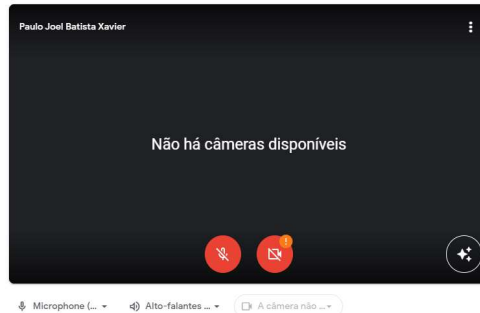 Paulo Joel Batista Xavier
Não há câmeras disponíveis
!
Microphone (...
Alto-falantes ...
A câmera não ...